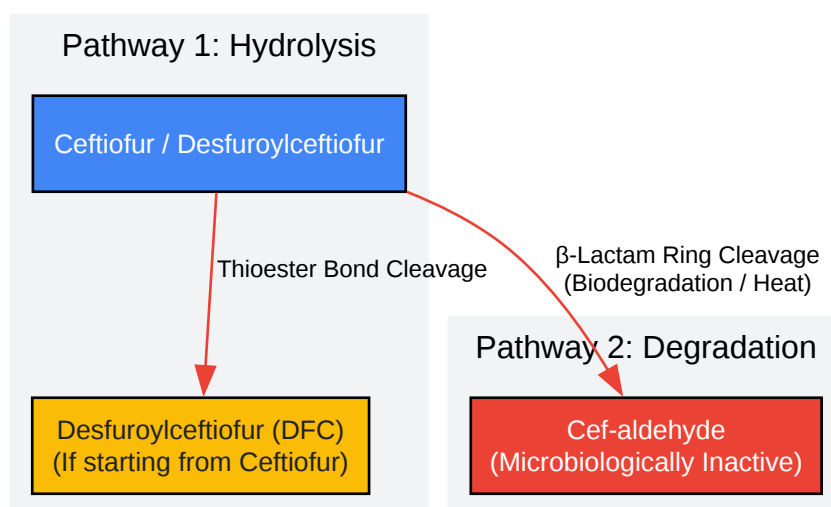 Pathway 1: Hydrolysis
Ceftiofur / Desfuroylceftiofur
Thioester Bond Cleavage
β-Lactam Ring Cleavage
(Biodegradation / Heat)
Pathway 2: Degradation
Desfuroylceftiofur (DFC)
(If starting from Ceftiofur)
Cef-aldehyde
(Microbiologically Inactive)